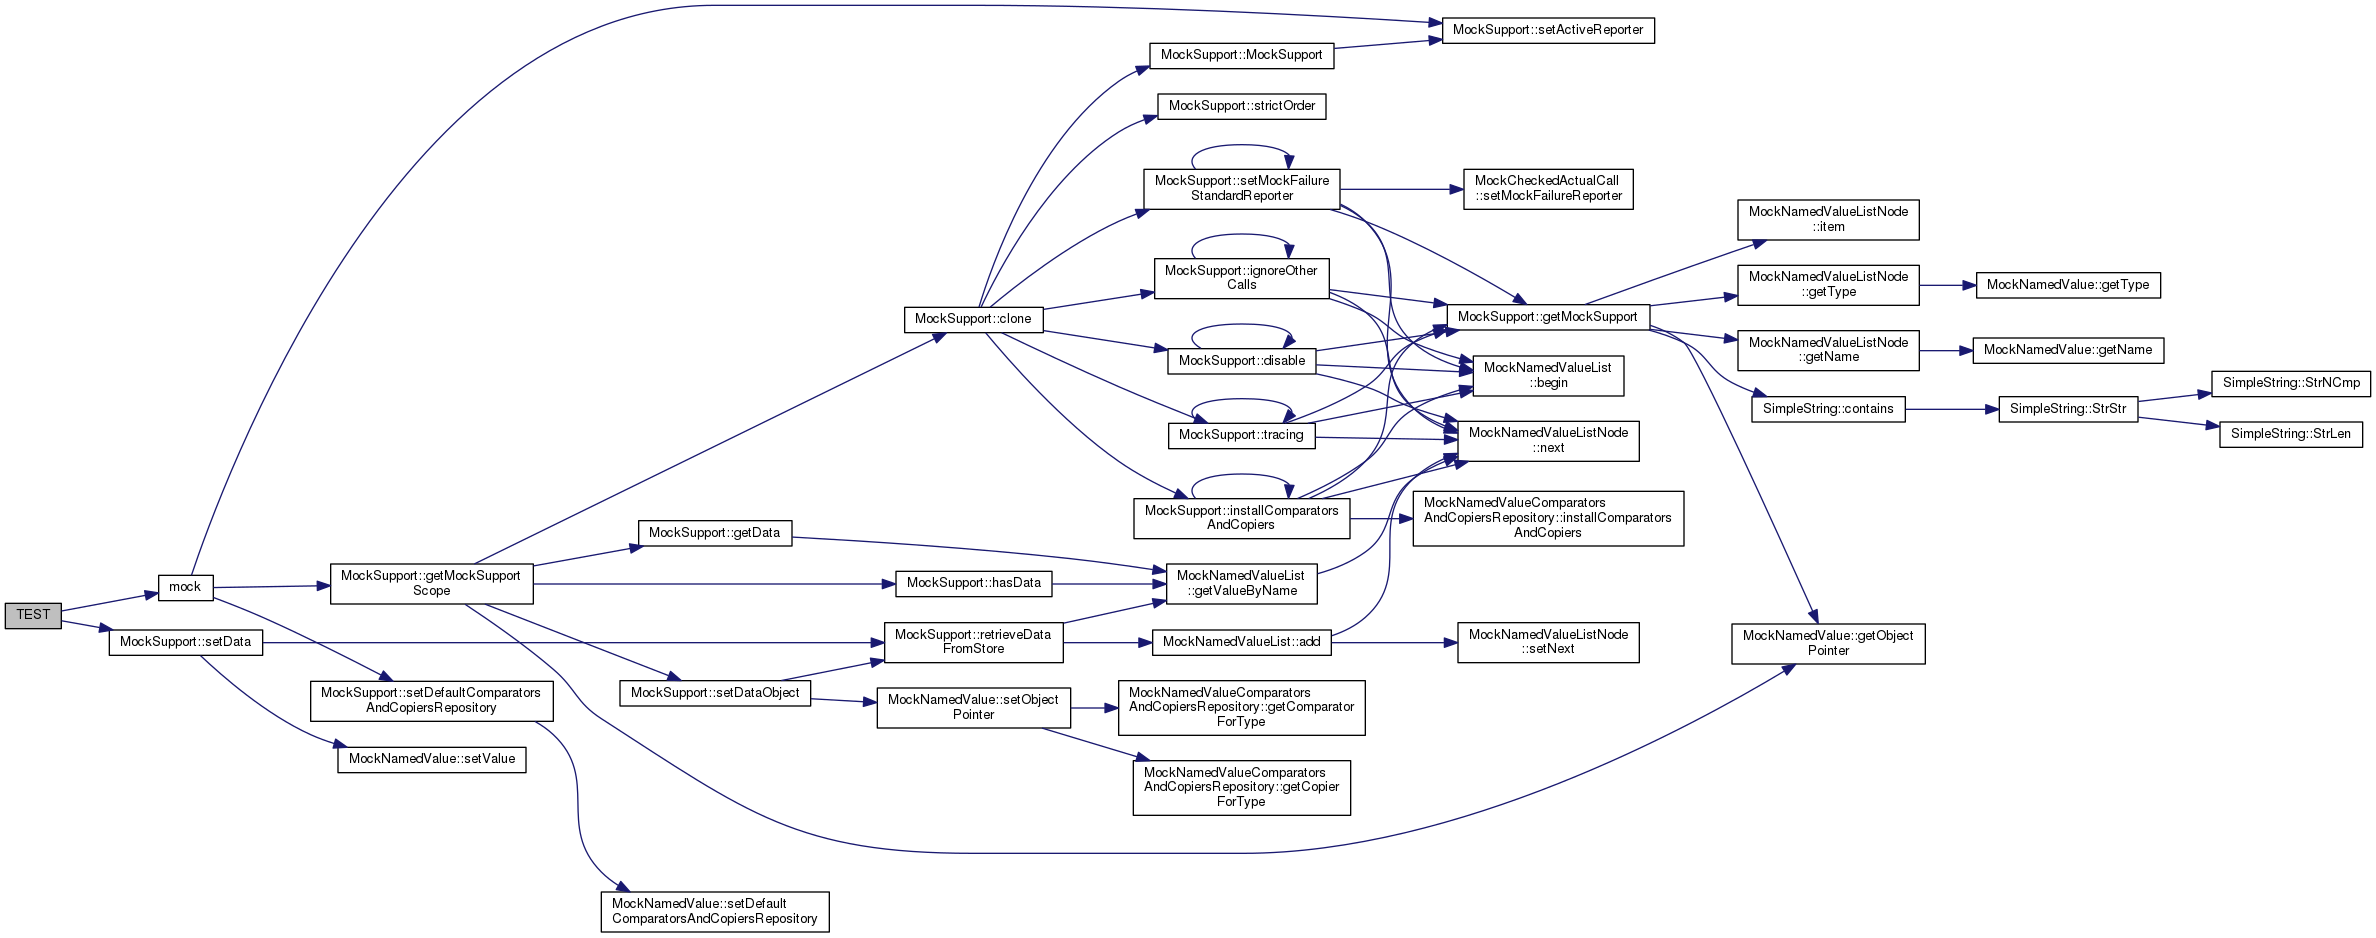 TEST
mock
MockSupport::setData
MockSupport::getMockSupport
Scope
MockSupport::setDefaultComparators
AndCopiersRepository
MockNamedValue::setValue
MockSupport::getData
MockSupport::hasData
MockSupport::setDataObject
MockNamedValue::setDefault
ComparatorsAndCopiersRepository
MockSupport::clone
MockSupport::retrieveData
FromStore
MockNamedValue::setObject
Pointer
MockSupport::MockSupport
MockSupport::strictOrder
MockSupport::setMockFailure
StandardReporter
MockSupport::ignoreOther
Calls
MockSupport::disable
MockSupport::tracing
MockSupport::installComparators
AndCopiers
MockNamedValueList
::getValueByName
MockNamedValueList::add
MockNamedValueComparators
AndCopiersRepository::getComparator
ForType
MockNamedValueComparators
AndCopiersRepository::getCopier
ForType
MockSupport::setActiveReporter
MockCheckedActualCall
::setMockFailureReporter
MockSupport::getMockSupport
MockNamedValueList
::begin
MockNamedValueListNode
::next
MockNamedValueComparators
AndCopiersRepository::installComparators
AndCopiers
MockNamedValueListNode
::setNext
MockNamedValueListNode
::item
MockNamedValueListNode
::getType
MockNamedValueListNode
::getName
SimpleString::contains
MockNamedValue::getObject
Pointer
MockNamedValue::getType
MockNamedValue::getName
SimpleString::StrStr
SimpleString::StrNCmp
SimpleString::StrLen